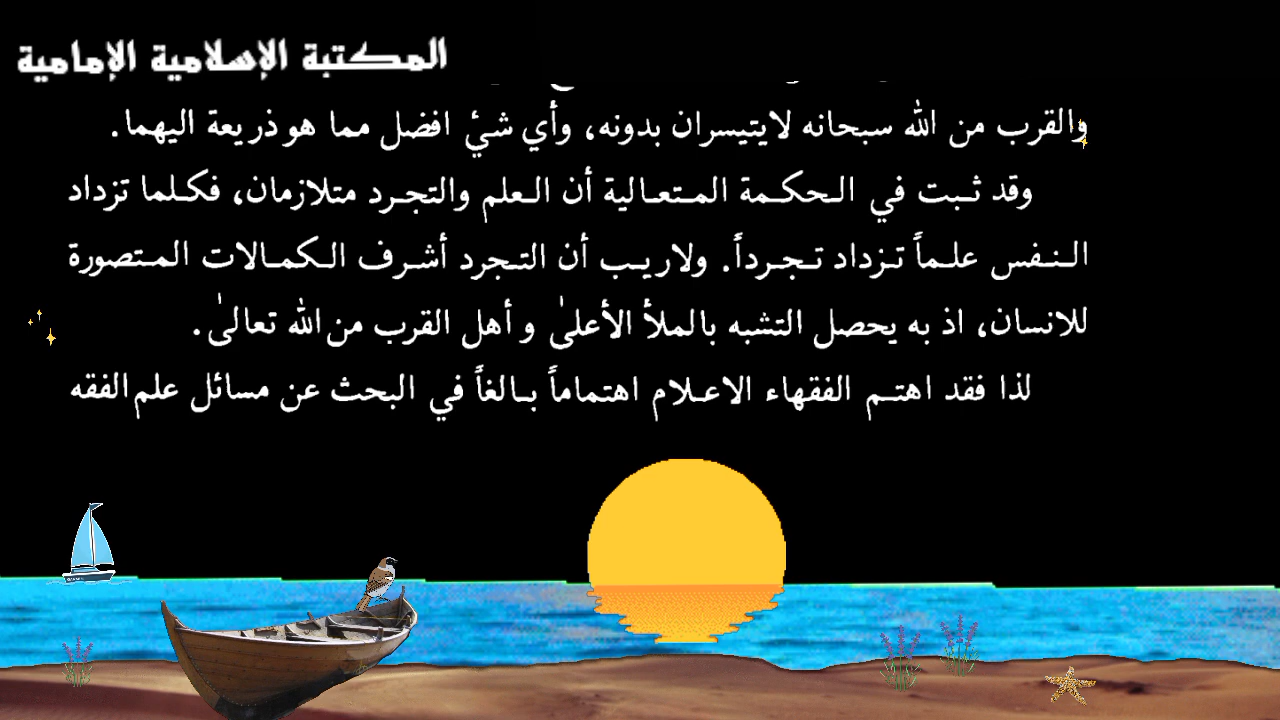 المكتبة الإسلامية الإمامية
والقرب من الله سبحانه لايتيسران بدونه، وأي شئ افضل مما هو ذريعة اليهما.
وقد ثبت في الحكمة المتعالية أن العلم والتجرد متلازمان، فكلما تزداد
النفس علماً تزداد تجرداً. ولاريب أن التجرد أشرف الكمالات المتصورة
للانسان، اذ به يحصل التشبه بالملأ الأعلىٰ و أهل القرب من الله تعالىٰ.
لذا فقد اهتم الفقهاء الاعلام اهتماماً بالغاً في البحث عن مسائل علم الفقه